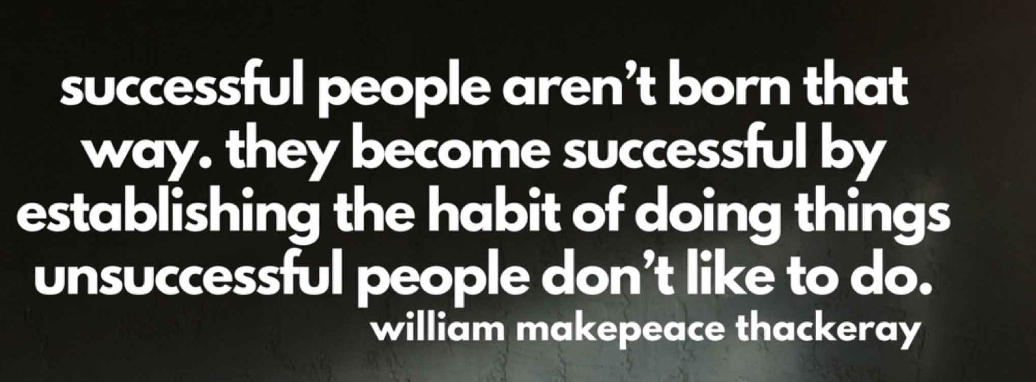 successful people aren’t born that
way. they become successful by
establishing the habit of doing things
unsuccessful people don’t like to do.
william makepeace thackeray